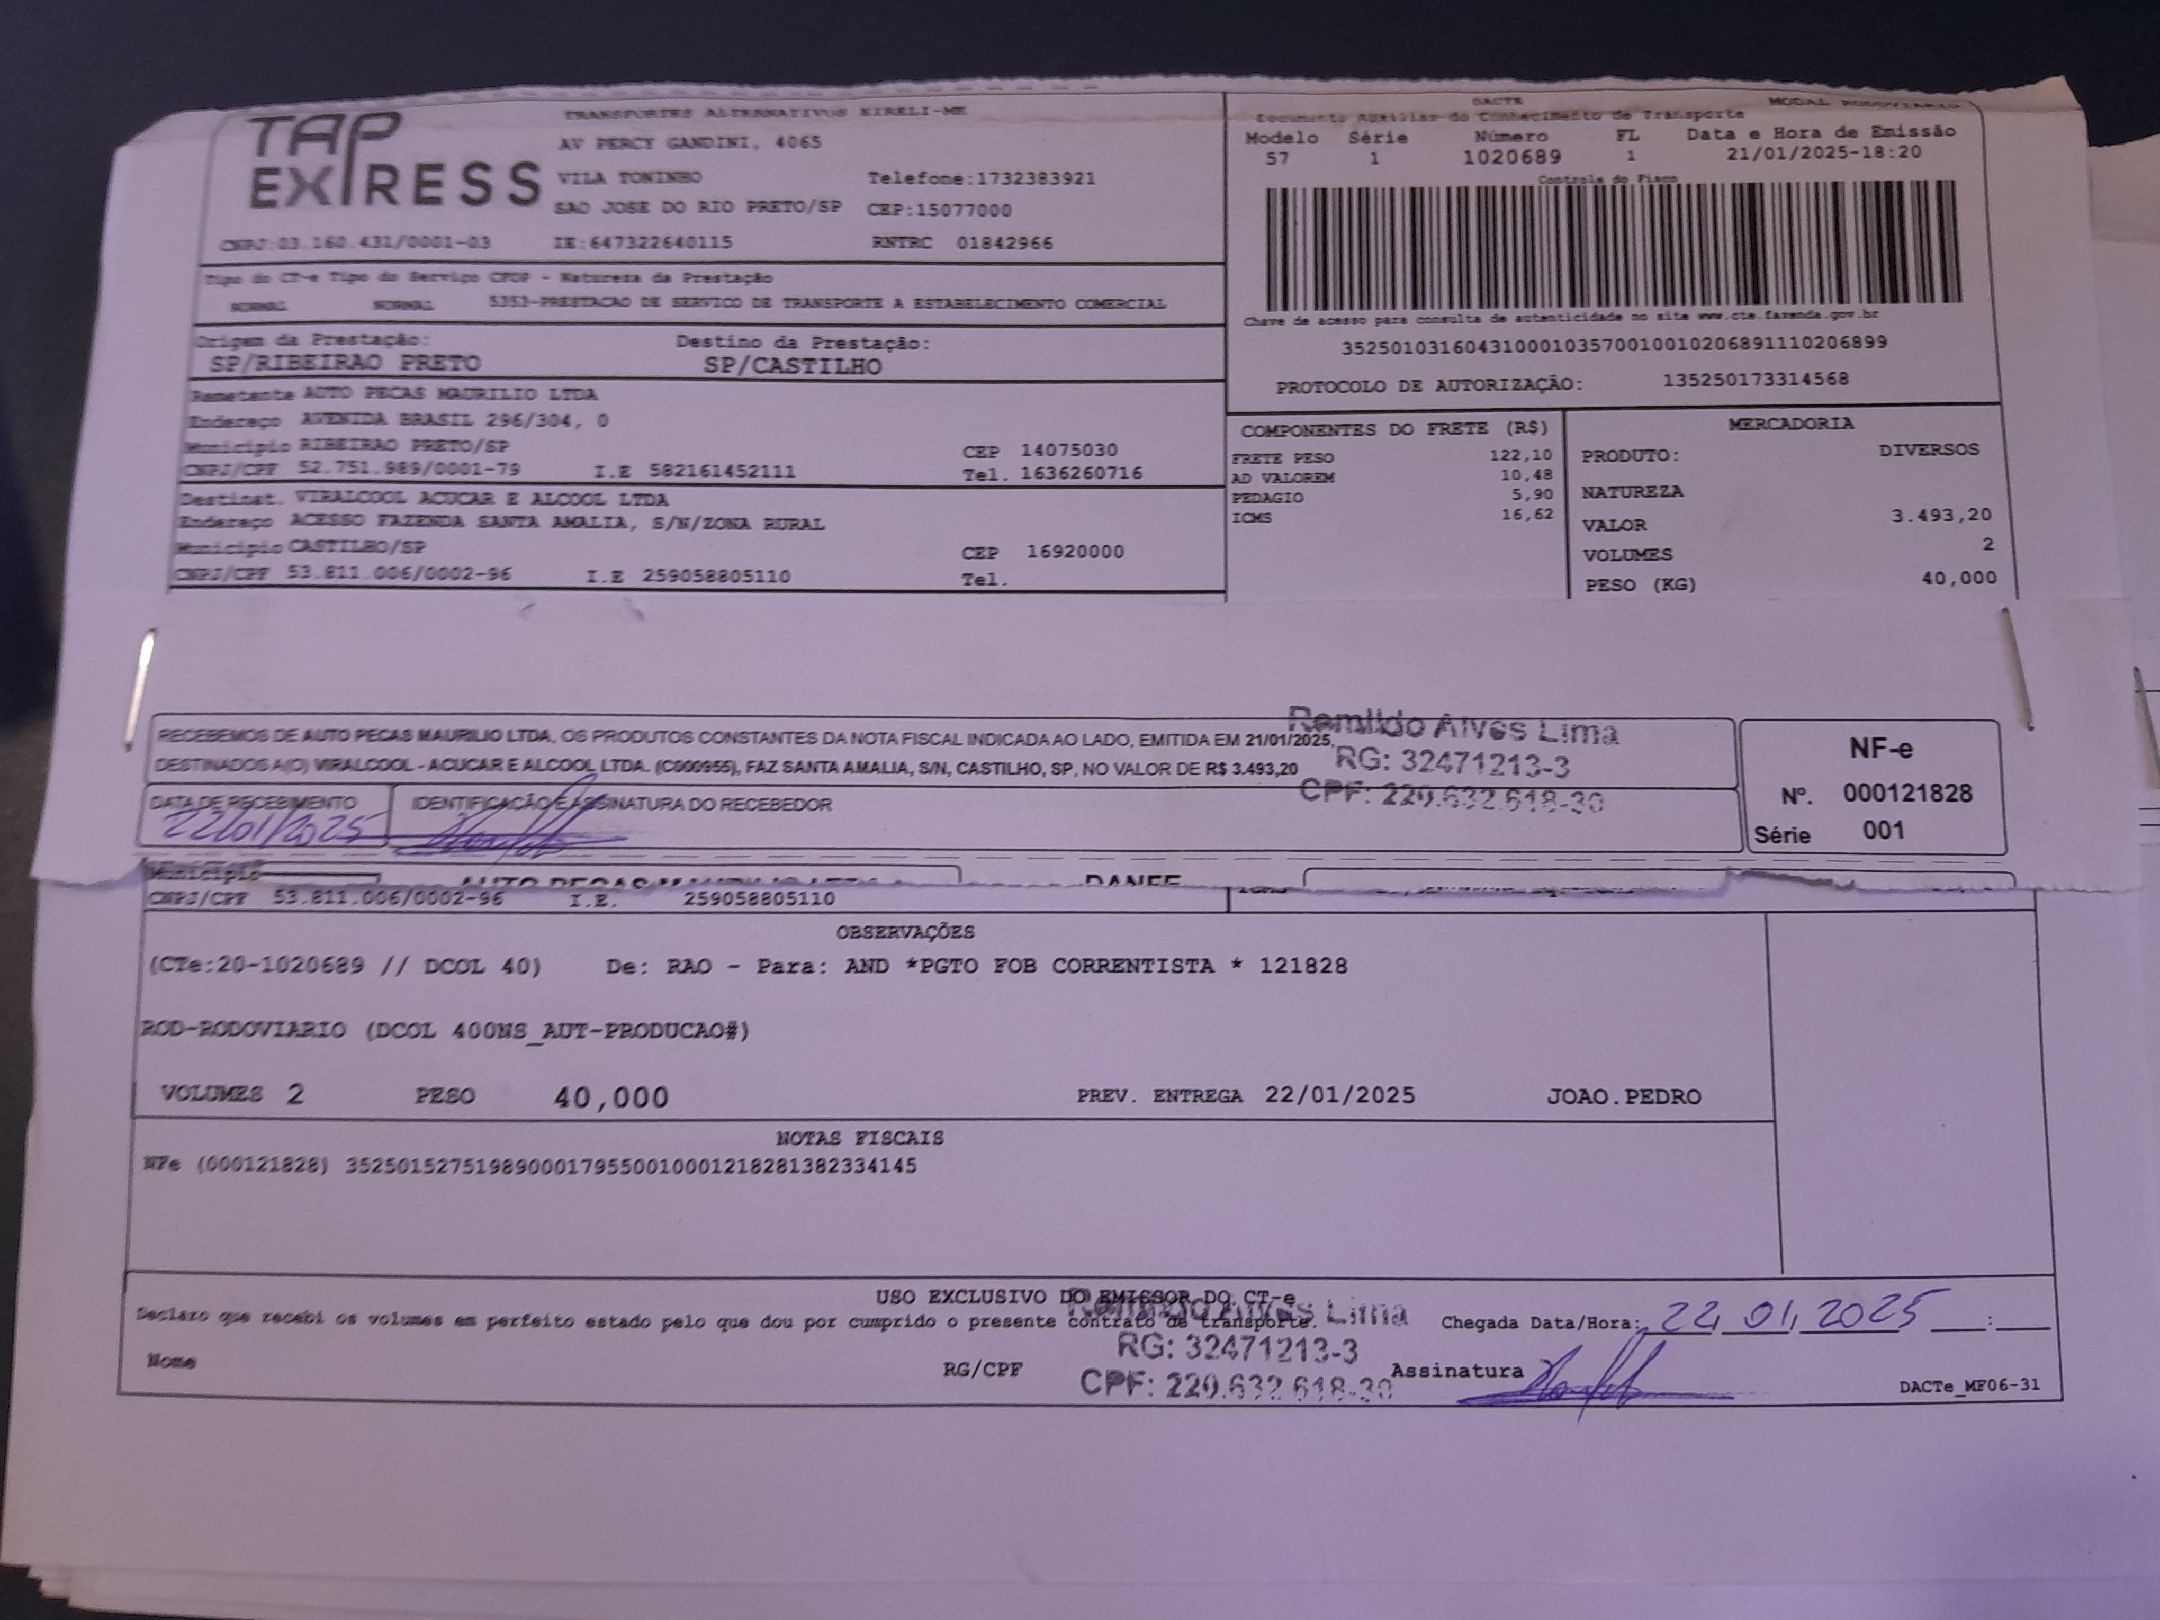 TAP EXPRESS
TRANSPORTES ALTERNATIVOS EIRELI-ME
AV PERCY GANDINI, 4065
VILA TONINHO Telefone:1732383921
SAO JOSE DO RIO PRETO/SP CEP:15077000
CNPJ:03.160.431/0001-03 IE:647322640115 RNTRC 01842966
Tipo do CT-e Tipo do Serviço CFOP - Natureza da Prestação
NORMAL NORMAL 5353-PRESTACAO DE SERVICO DE TRANSPORTE A ESTABELECIMENTO COMERCIAL
Origem da Prestação: Destino da Prestação:
SP/RIBEIRAO PRETO SP/CASTILHO
Remetente AUTO PECAS MAURILIO LTDA
Endereço AVENIDA BRASIL 296/304, 0
Municipio RIBEIRAO PRETO/SP CEP 14075030
CNPJ/CPF 52.751.989/0001-79 I.E 582161452111 Tel. 1636260716
Destinat. VIRALCOOL ACUCAR E ALCOOL LTDA
Endereço ACESSO FAZENDA SANTA AMALIA, S/N/ZONA RURAL
Municipio CASTILHO/SP CEP 16920000
CNPJ/CPF 53.811.006/0002-96 I.E 259058805110 Tel.
DACTE MODAL RODOVIARIO
Documento Auxiliar do Conhecimento de Transporte
Modelo Série Número FL Data e Hora de Emissão
57 1 1020689 1 21/01/2025-18:20
Controle do Fisco
Chave de acesso para consulta de autenticidade no site www.cte.fazenda.gov.br
35250103160431000103570010010206891110206899
PROTOCOLO DE AUTORIZAÇÃO: 135250173314568
COMPONENTES DO FRETE (R$)
FRETE PESO 122,10
AD VALOREM 10,48
PEDAGIO 5,90
ICMS 16,62
MERCADORIA
PRODUTO: DIVERSOS
NATUREZA
VALOR 3.493,20
VOLUMES 2
PESO (KG) 40,000
RECEBEMOS DE AUTO PECAS MAURILIO LTDA, OS PRODUTOS CONSTANTES DA NOTA FISCAL INDICADA AO LADO, EMITIDA EM 21/01/2025,
DESTINADOS A(O) VIRALCOOL - ACUCAR E ALCOOL LTDA. (C000955), FAZ SANTA AMALIA, S/N, CASTILHO, SP, NO VALOR DE R$ 3.493,20
Remildo Alves Lima
RG: 32471213-3
CPF: 220.632.618-30
DATA DE RECEBIMENTO IDENTIFICAÇÃO E ASSINATURA DO RECEBEDOR
22/01/2025
NF-e
Nº. 000121828
Série 001
Municipio AUTO PECAS MAURILIO LTDA DANFE
CNPJ/CPF 53.811.006/0002-96 I.E. 259058805110
OBSERVAÇÕES
(CTe:20-1020689 // DCOL 40) De: RAO - Para: AND *PGTO FOB CORRENTISTA * 121828
ROD-RODOVIARIO (DCOL 400NS_AUT-PRODUCAO#)
VOLUMES 2 PESO 40,000 PREV. ENTREGA 22/01/2025 JOAO.PEDRO
NOTAS FISCAIS
NFe (000121828) 35250152751989000179550010001218281382334145
USO EXCLUSIVO DO EMISSOR DO CT-e
Declaro que recebi os volumes em perfeito estado pelo que dou por cumprido o presente contrato de transporte.
Chegada Data/Hora: 22 01 2025 :
Remildo Alves Lima
RG: 32471213-3
CPF: 220.632.618-30
Nome RG/CPF Assinatura
DACTe_MF06-31